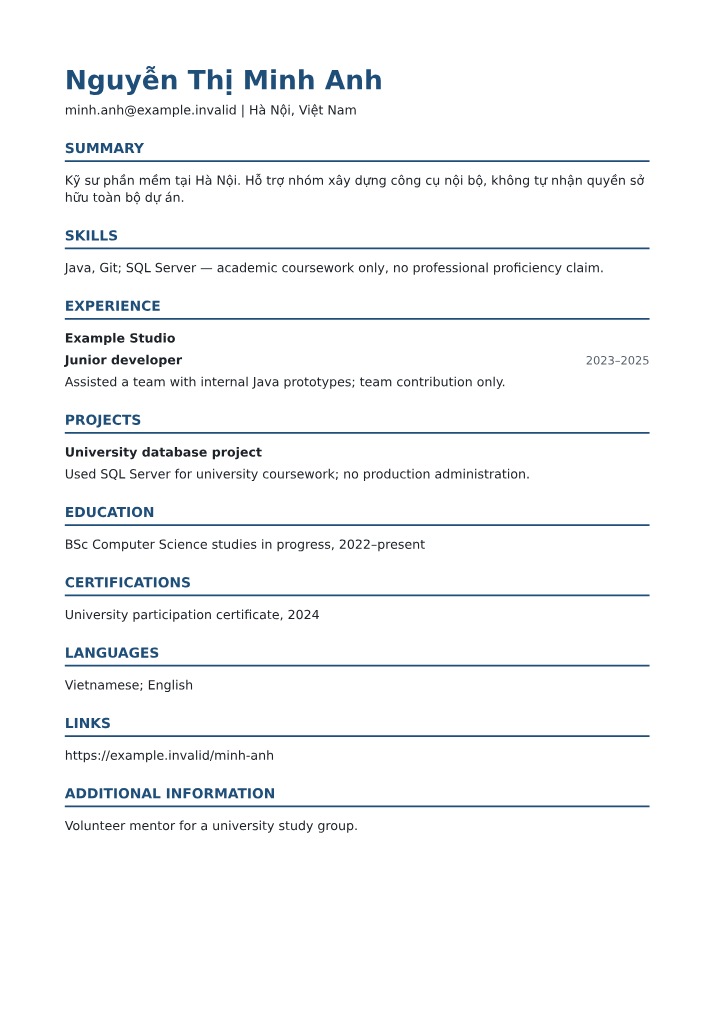 Nguyễn Thị Minh Anh
minh.anh@example.invalid | Hà Nội, Việt Nam
SUMMARY
Kỹ sư phần mềm tại Hà Nội. Hỗ trợ nhóm xây dựng công cụ nội bộ, không tự nhận quyền sở
hữu toàn bộ dự án.
SKILLS
Java, Git; SQL Server — academic coursework only, no professional proficiency claim.
EXPERIENCE
Example Studio
Junior developer 2023–2025
Assisted a team with internal Java prototypes; team contribution only.
PROJECTS
University database project
Used SQL Server for university coursework; no production administration.
EDUCATION
BSc Computer Science studies in progress, 2022–present
CERTIFICATIONS
University participation certificate, 2024
LANGUAGES
Vietnamese; English
LINKS
https://example.invalid/minh-anh
ADDITIONAL INFORMATION
Volunteer mentor for a university study group.